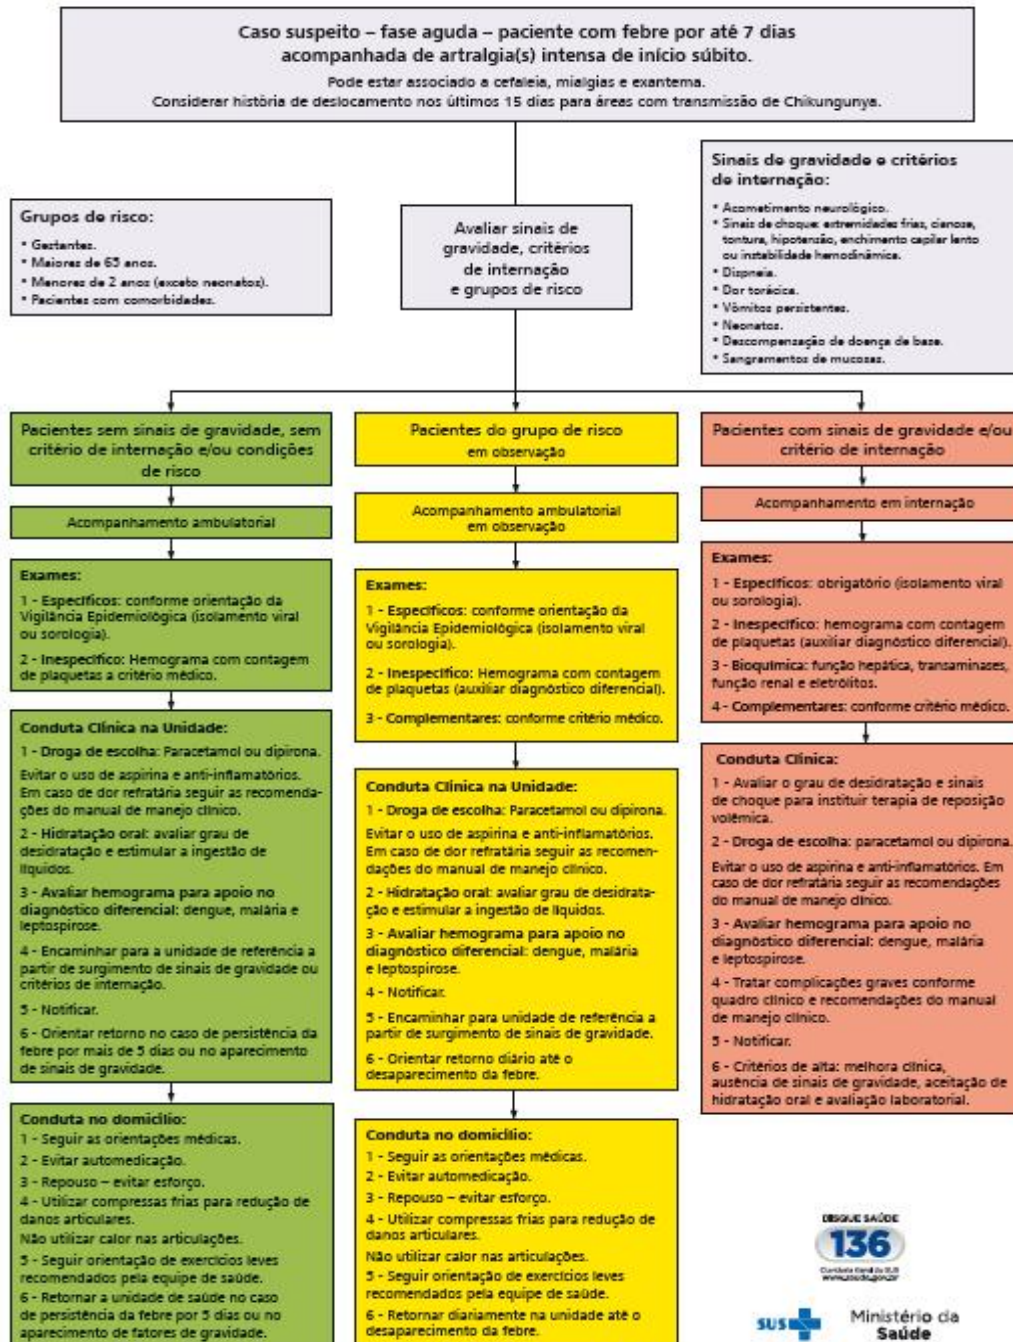 Caso suspeito – fase aguda – paciente com febre por até 7 dias
acompanhada de artralgia(s) intensa de início súbito.
Pode estar associado a cefaleia, mialgias e exantema.
Considerar história de deslocamento nos últimos 15 dias para áreas com transmissão de Chikungunya.
Grupos de risco:
• Gestantes.
• Maiores de 65 anos.
• Menores de 2 anos (exceto neonatos).
• Pacientes com comorbidades.
Avaliar sinais de
gravidade, critérios
de internação
e grupos de risco
Sinais de gravidade e critérios
de internação:
• Acometimento neurológico.
• Sinais de choque: extremidades frias, cianose,
tontura, hipotensão, enchimento capilar lento
ou instabilidade hemodinâmica.
• Dispneia.
• Dor torácica.
• Vômitos persistentes.
• Neonatos.
• Descompensação de doença de base.
• Sangramentos de mucosas.
Pacientes sem sinais de gravidade, sem
critério de internação e/ou condições
de risco
Acompanhamento ambulatorial
Exames:
1 - Específicos: conforme orientação da
Vigilância Epidemiológica (isolamento viral
ou sorologia).
2 - Inespecífico: Hemograma com contagem
de plaquetas a critério médico.
Conduta Clínica na Unidade:
1 - Droga de escolha: Paracetamol ou dipirona.
Evitar o uso de aspirina e anti-inflamatórios.
Em caso de dor refratária seguir as recomenda-
ções do manual de manejo clínico.
2 - Hidratação oral: avaliar grau de
desidratação e estimular a ingestão de
líquidos.
3 - Avaliar hemograma para apoio no
diagnóstico diferencial: dengue, malária e
leptospirose.
4 - Encaminhar para a unidade de referência a
partir de surgimento de sinais de gravidade ou
critérios de internação.
5 - Notificar.
6 - Orientar retorno no caso de persistência da
febre por mais de 5 dias ou no aparecimento
de sinais de gravidade.
Conduta no domicílio:
1 - Seguir as orientações médicas.
2 - Evitar automedicação.
3 - Repouso – evitar esforço.
4 - Utilizar compressas frias para redução de
danos articulares.
Não utilizar calor nas articulações.
5 - Seguir orientação de exercícios leves
recomendados pela equipe de saúde.
6 - Retornar a unidade de saúde no caso
de persistência da febre por 5 dias ou no
aparecimento de fatores de gravidade.
Pacientes do grupo de risco
em observação
Acompanhamento ambulatorial
em observação
Exames:
1 - Específicos: conforme orientação da
Vigilância Epidemiológica (isolamento viral
ou sorologia).
2 - Inespecífico: Hemograma com contagem
de plaquetas (auxiliar diagnóstico diferencial).
3 - Complementares: conforme critério médico.
Conduta Clínica na Unidade:
1 - Droga de escolha: Paracetamol ou dipirona.
Evitar o uso de aspirina e anti-inflamatórios.
Em caso de dor refratária seguir as recomen-
dações do manual de manejo clínico.
2 - Hidratação oral: avaliar grau de desidrata-
ção e estimular a ingestão de líquidos.
3 - Avaliar hemograma para apoio no
diagnóstico diferencial: dengue, malária
e leptospirose.
4 - Notificar.
5 - Encaminhar para unidade de referência a
partir de surgimento de sinais de gravidade.
6 - Orientar retorno diário até o
desaparecimento da febre.
Conduta no domicílio:
1 - Seguir as orientações médicas.
2 - Evitar automedicação.
3 - Repouso – evitar esforço.
4 - Utilizar compressas frias para redução de
danos articulares.
Não utilizar calor nas articulações.
5 - Seguir orientação de exercícios leves
recomendados pela equipe de saúde.
6 - Retornar diariamente na unidade até o
desaparecimento da febre.
Pacientes com sinais de gravidade e/ou
critério de internação
Acompanhamento em internação
Exames:
1 - Específicos: obrigatório (isolamento viral
ou sorologia).
2 - Inespecífico: hemograma com contagem
de plaquetas (auxiliar diagnóstico diferencial).
3 - Bioquímica: função hepática, transaminases,
função renal e eletrólitos.
4 - Complementares: conforme critério médico.
Conduta Clínica:
1 - Avaliar o grau de desidratação e sinais
de choque para instituir terapia de reposição
volêmica.
2 - Droga de escolha: paracetamol ou dipirona.
Evitar o uso de aspirina e anti-inflamatórios. Em
caso de dor refratária seguir as recomendações
do manual de manejo clínico.
3 - Avaliar hemograma para apoio no
diagnóstico diferencial: dengue, malária
e leptospirose.
4 - Tratar complicações graves conforme
quadro clínico e recomendações do manual
de manejo clínico.
5 - Notificar.
6 - Critérios de alta: melhora clínica,
ausência de sinais de gravidade, aceitação de
hidratação oral e avaliação laboratorial.
DISQUE SAÚDE
136
Ouvidoria Geral do SUS
www.saude.gov.br
SUS
Ministério da
Saúde